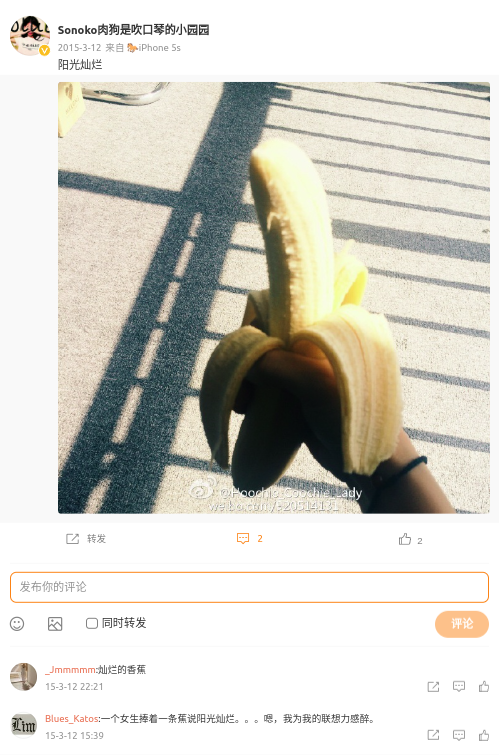 Sonoko肉狗是吹口琴的小园园
2015-3-12 来自 iPhone 5s
阳光灿烂
@Hoochie_Coochie_Lady
转发
2
2
发布你的评论
同时转发
评论
_Jmmmmm:灿烂的香蕉
15-3-12 22:21
Blues_Katos:一个女生捧着一条蕉说阳光灿烂。。。嗯，我为我的联想力感醉。
15-3-12 15:39